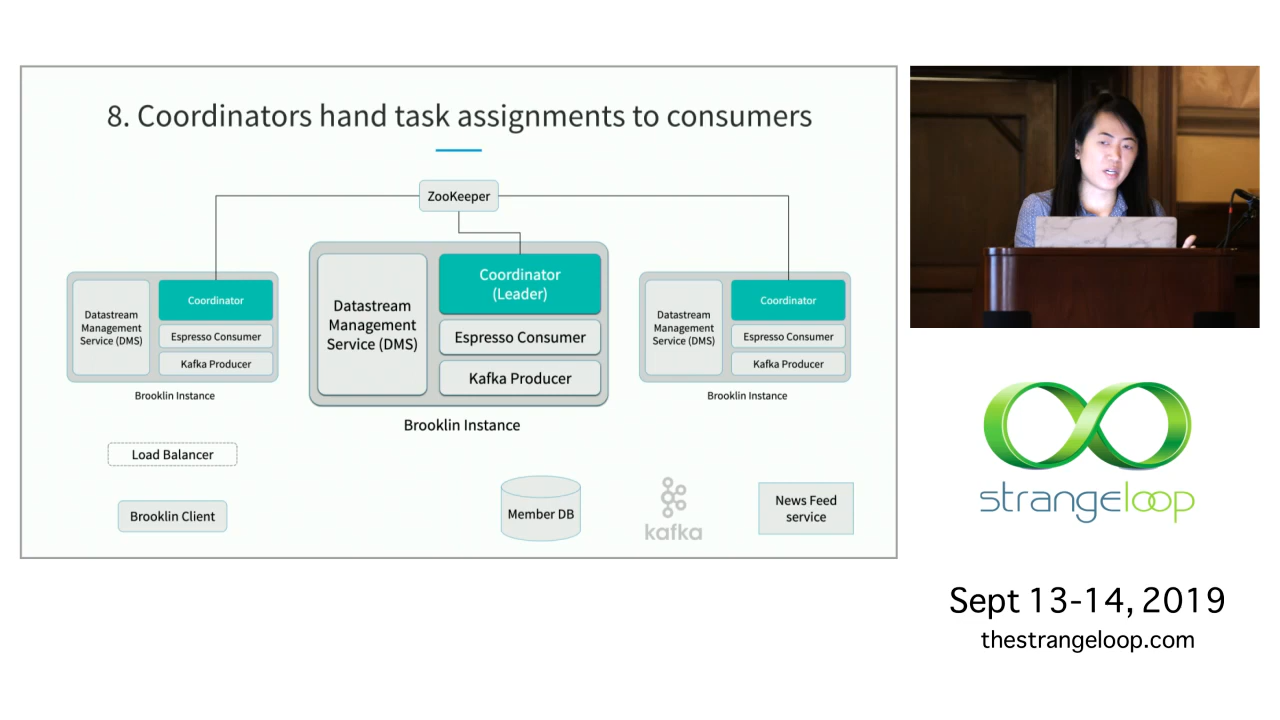 8. Coordinators hand task assignments to consumers
ZooKeeper
Datastream
Management
Service (DMS)
Coordinator
Espresso Consumer
Kafka Producer
Brooklin Instance
Datastream
Management
Service (DMS)
Coordinator
(Leader)
Espresso Consumer
Kafka Producer
Brooklin Instance
Datastream
Management
Service (DMS)
Coordinator
Espresso Consumer
Kafka Producer
Brooklin Instance
Load Balancer
Brooklin Client
Member DB
kafka
News Feed
service
strangeloop
Sept 13-14, 2019
thestrangeloop.com